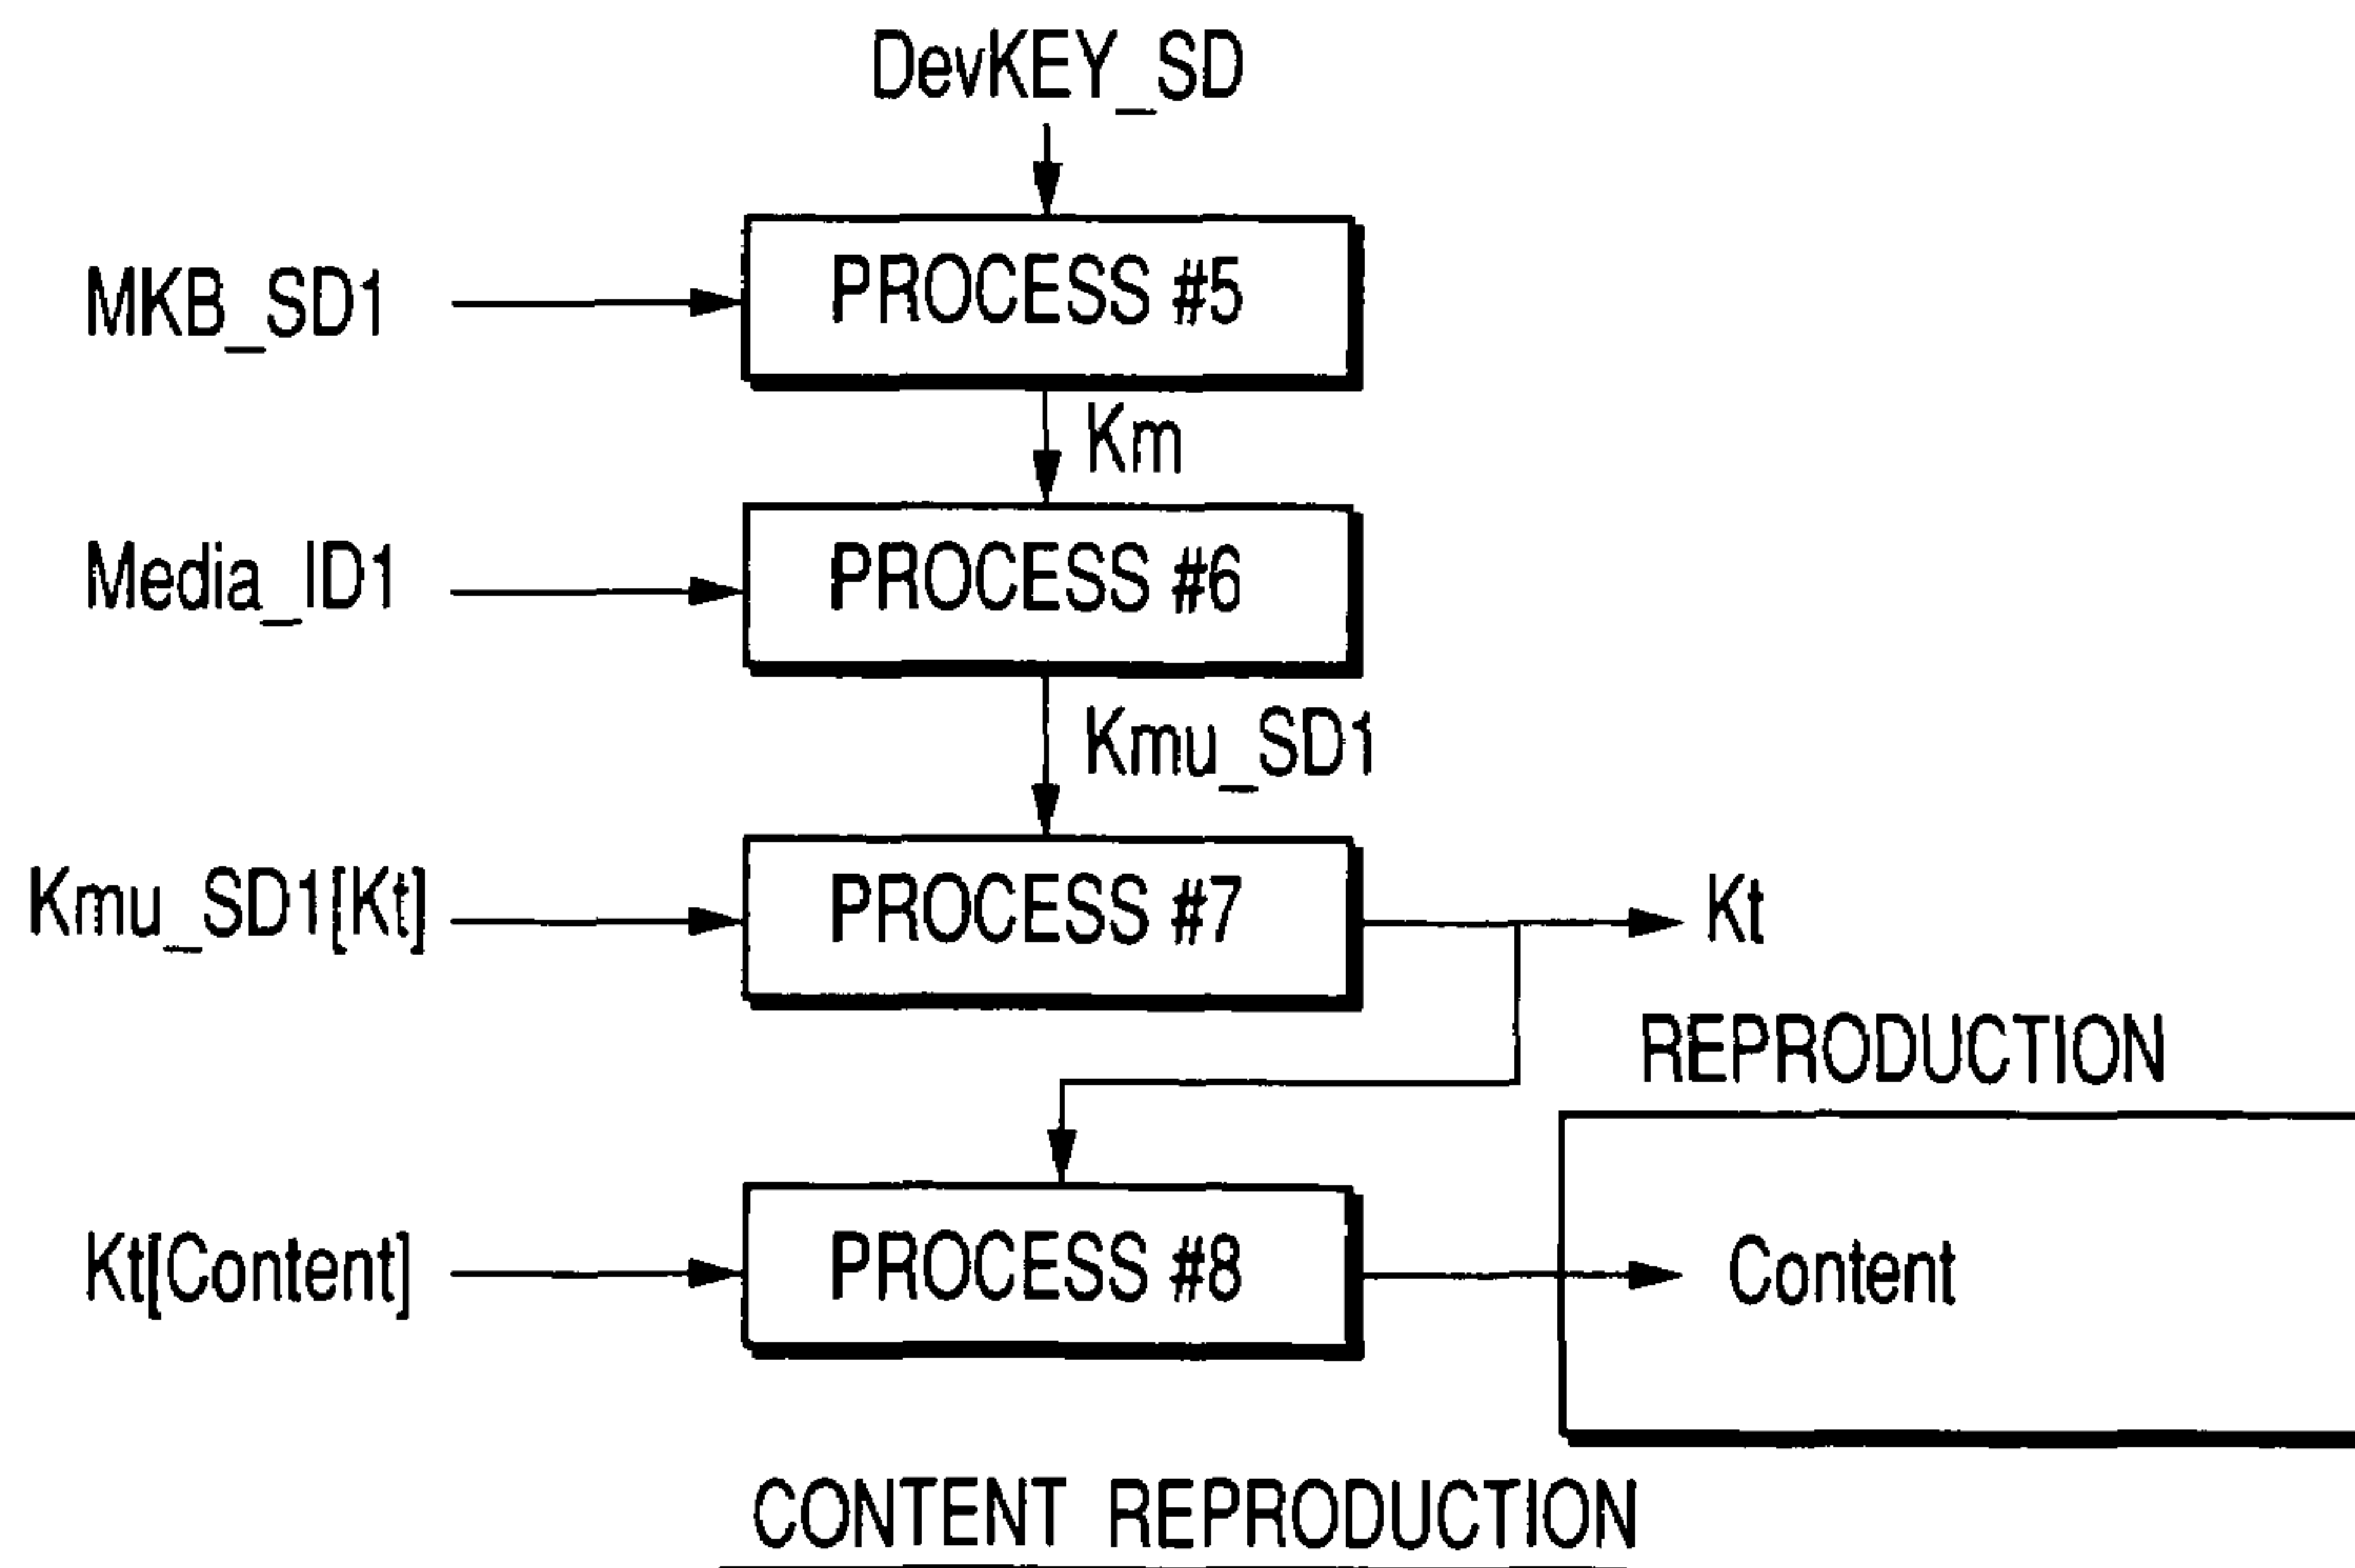 DevKEY_SD
MKB_SD1
PROCESS #5
Km
Media_ID1
PROCESS #6
Kmu_SD1
Kmu_SD1[Kt]
PROCESS #7
Kt
REPRODUCTION
Kt[Content]
PROCESS #8
Content
CONTENT REPRODUCTION